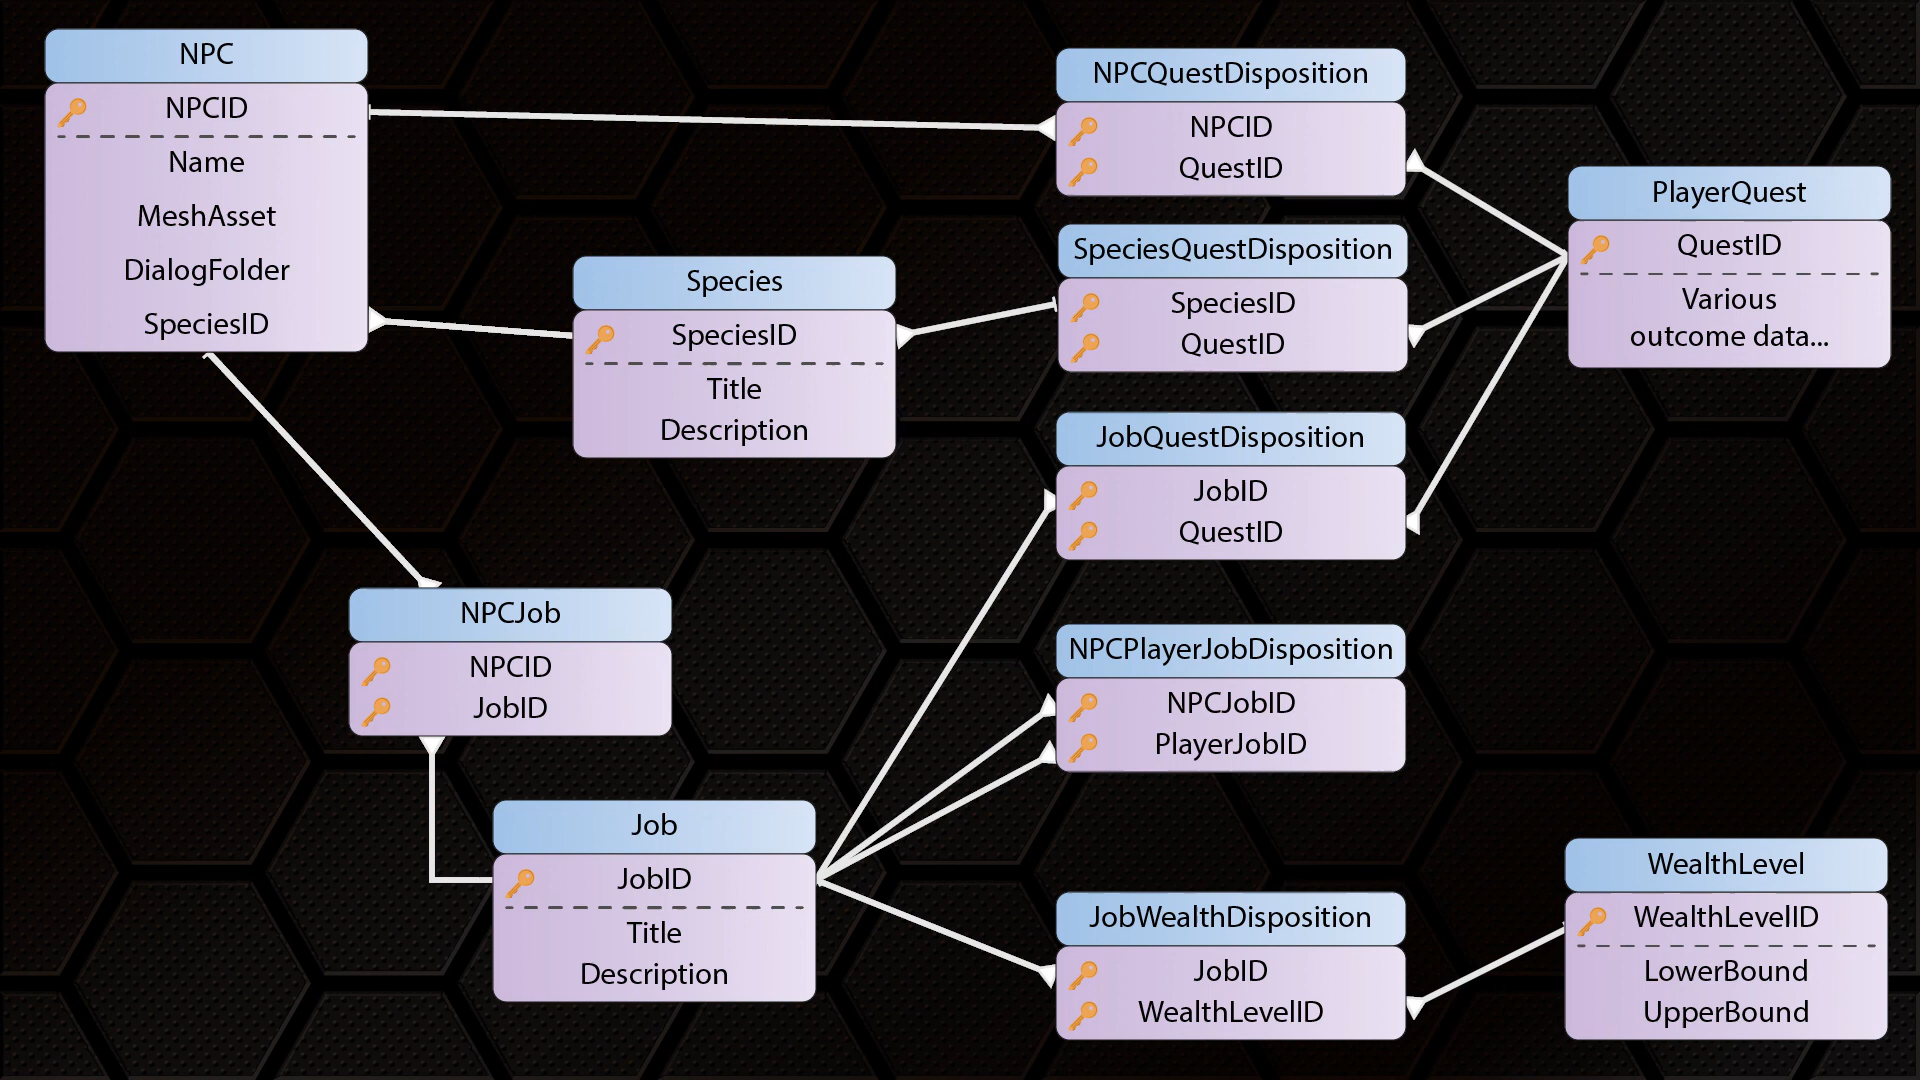 NPC
NPCID
Name
MeshAsset
DialogFolder
SpeciesID
Species
SpeciesID
Title
Description
NPCJob
NPCID
JobID
Job
JobID
Title
Description
NPCQuestDisposition
NPCID
QuestID
SpeciesQuestDisposition
SpeciesID
QuestID
JobQuestDisposition
JobID
QuestID
NPCPlayerJobDisposition
NPCJobID
PlayerJobID
JobWealthDisposition
JobID
WealthLevelID
PlayerQuest
QuestID
Various
outcome data...
WealthLevel
WealthLevelID
LowerBound
UpperBound